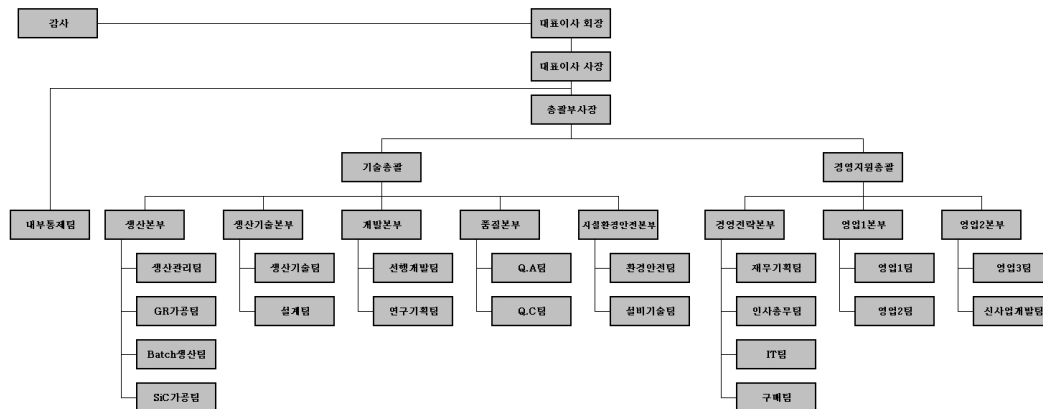 감사
대표이사 회장
대표이사 사장
총괄부사장
기술총괄
경영지원총괄
내부통제팀
생산본부
생산기술본부
개발본부
품질본부
시설환경안전본부
경영전략본부
영업1본부
영업2본부
생산관리팀
생산기술팀
선행개발팀
Q.A팀
환경안전팀
재무기획팀
영업1팀
영업3팀
GR가공팀
설계팀
연구기획팀
Q.C팀
설비기술팀
인사총무팀
영업2팀
신사업개발팀
Batch생산팀
IT팀
SiC가공팀
구매팀